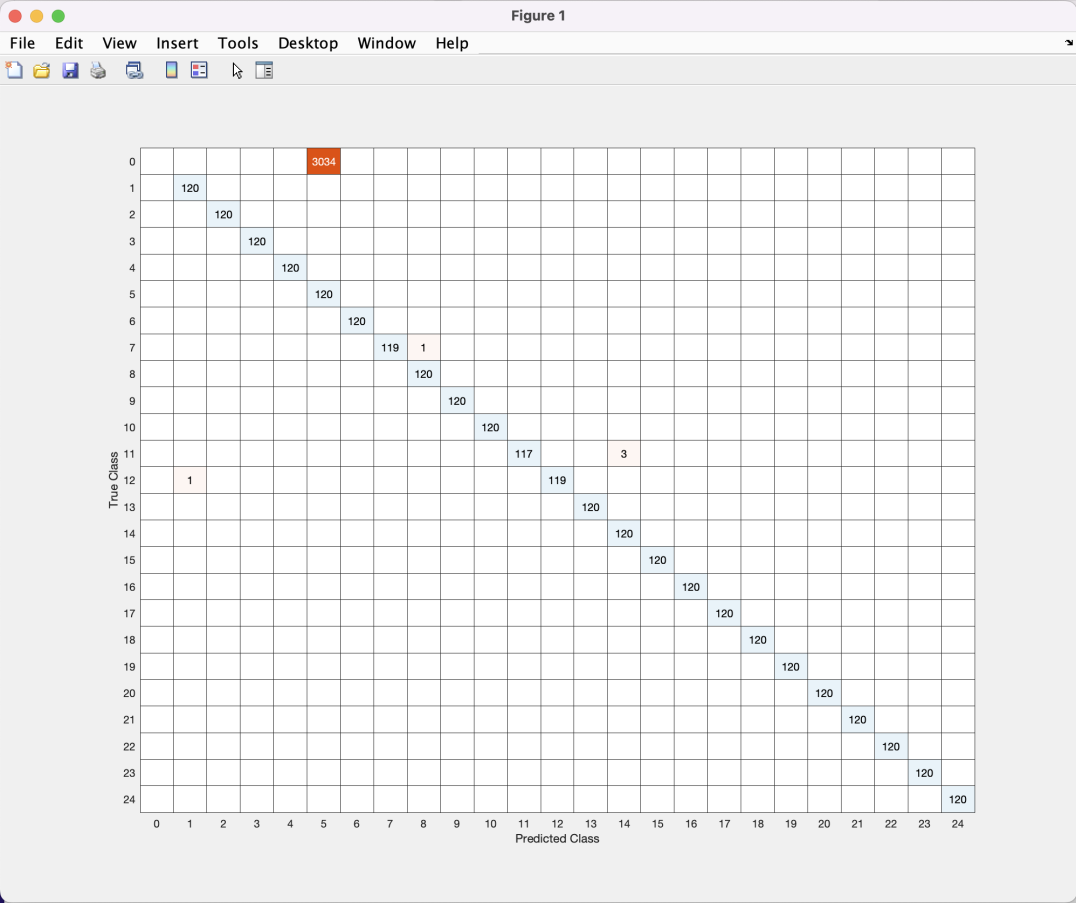 Figure 1
File Edit View Insert Tools Desktop Window Help
0 3034
1 120
2 120
3 120
4 120
5 120
6 120
7 119 1
8 120
9 120
10 120
11 117 3
12 1 119
13 120
14 120
15 120
16 120
17 120
18 120
19 120
20 120
21 120
22 120
23 120
24 120
True Class
0 1 2 3 4 5 6 7 8 9 10 11 12 13 14 15 16 17 18 19 20 21 22 23 24
Predicted Class